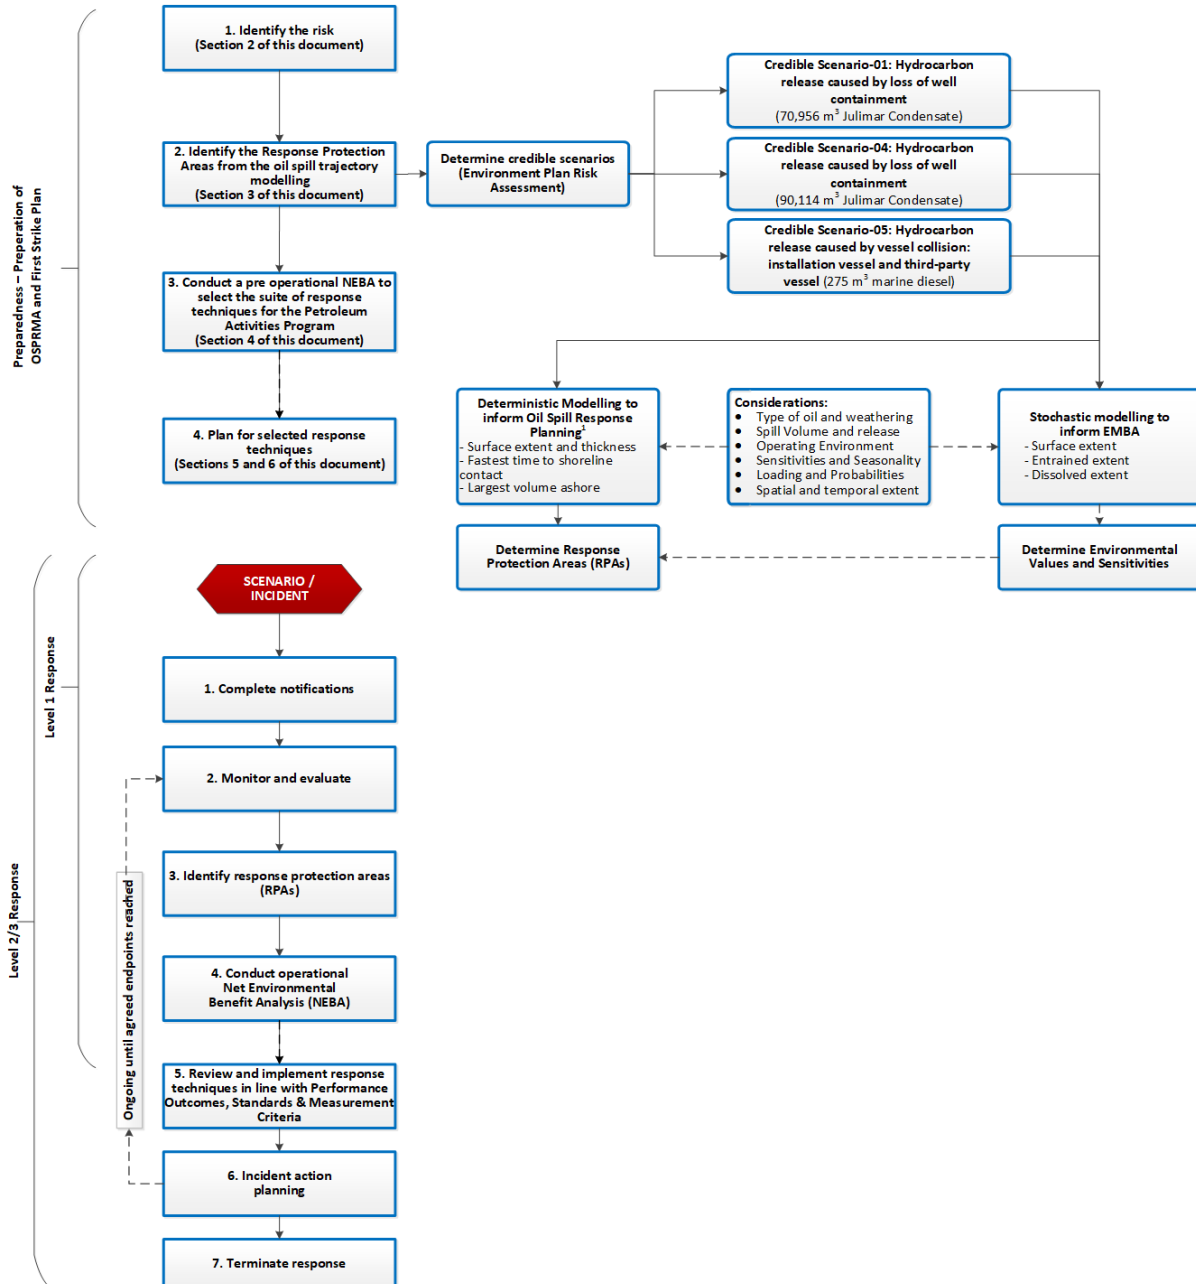 Preparedness – Preperation of
OSPRMA and First Strike Plan
1. Identify the risk
(Section 2 of this document)
2. Identify the Response Protection
Areas from the oil spill trajectory
modelling
(Section 3 of this document)
3. Conduct a pre operational NEBA to
select the suite of response
techniques for the Petroleum
Activities Program
(Section 4 of this document)
4. Plan for selected response
techniques
(Sections 5 and 6 of this document)
Determine credible scenarios
(Environment Plan Risk
Assessment)
Credible Scenario-01: Hydrocarbon
release caused by loss of well
containment
(70,956 m³ Julimar Condensate)
Credible Scenario-04: Hydrocarbon
release caused by loss of well
containment
(90,114 m³ Julimar Condensate)
Credible Scenario-05: Hydrocarbon
release caused by vessel collision:
installation vessel and third-party
vessel (275 m³ marine diesel)
Deterministic Modelling to
inform Oil Spill Response
Planning¹
- Surface extent and thickness
- Fastest time to shoreline
contact
- Largest volume ashore
Considerations:
● Type of oil and weathering
● Spill Volume and release
● Operating Environment
● Sensitivities and Seasonality
● Loading and Probabilities
● Spatial and temporal extent
Stochastic modelling to
inform EMBA
- Surface extent
- Entrained extent
- Dissolved extent
Determine Response
Protection Areas (RPAs)
Determine Environmental
Values and Sensitivities
Level 2/3 Response
Level 1 Response
Ongoing until agreed endpoints reached
SCENARIO /
INCIDENT
1. Complete notifications
2. Monitor and evaluate
3. Identify response protection areas
(RPAs)
4. Conduct operational
Net Environmental
Benefit Analysis (NEBA)
5. Review and implement response
techniques in line with Performance
Outcomes, Standards & Measurement
Criteria
6. Incident action
planning
7. Terminate response